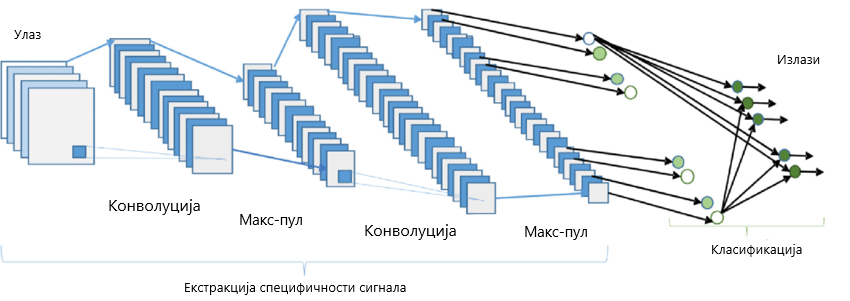 Улаз
Излази
Конволуција
Макс-пул
Конволуција
Макс-пул
Класификација
Екстракција специфичности сигнала